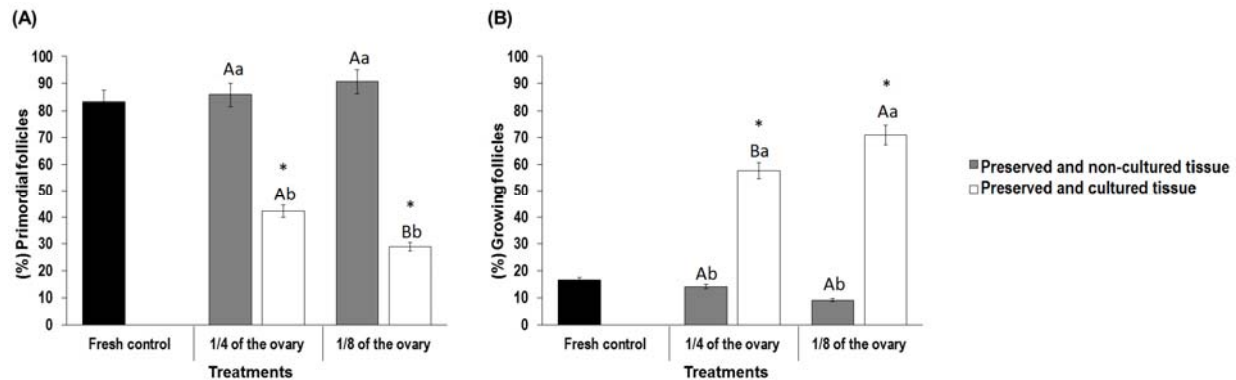 (A)
(%) Primordial follicles
100
90
80
70
60
50
40
30
20
10
0
Aa
*
Ab
Aa
*
Bb
Fresh control
1/4 of the ovary
1/8 of the ovary
Treatments
(B)
(%) Growing follicles
100
90
80
70
60
50
40
30
20
10
0
Ab
*
Ba
Ab
*
Aa
Fresh control
1/4 of the ovary
1/8 of the ovary
Treatments
Preserved and non-cultured tissue
Preserved and cultured tissue